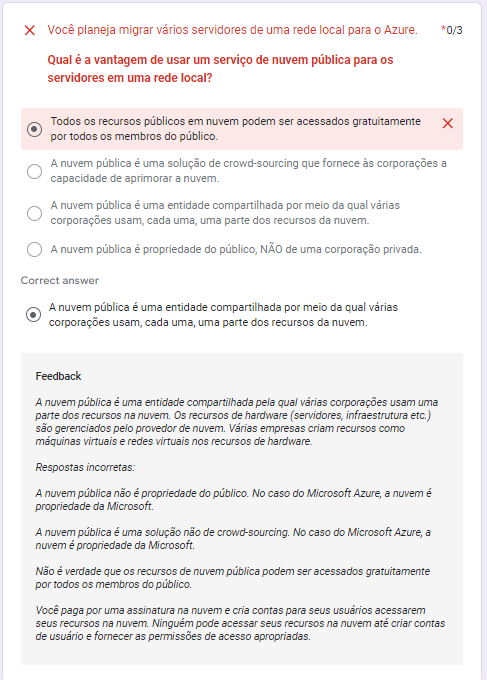 Você planeja migrar vários servidores de uma rede local para o Azure. *0/3
Qual é a vantagem de usar um serviço de nuvem pública para os
servidores em uma rede local?
Todos os recursos públicos em nuvem podem ser acessados gratuitamente
por todos os membros do público.
A nuvem pública é uma solução de crowd-sourcing que fornece às corporações a
capacidade de aprimorar a nuvem.
A nuvem pública é uma entidade compartilhada por meio da qual várias
corporações usam, cada uma, uma parte dos recursos da nuvem.
A nuvem pública é propriedade do público, NÃO de uma corporação privada.
Correct answer
A nuvem pública é uma entidade compartilhada por meio da qual várias
corporações usam, cada uma, uma parte dos recursos da nuvem.
Feedback
A nuvem pública é uma entidade compartilhada pela qual várias corporações usam uma
parte dos recursos na nuvem. Os recursos de hardware (servidores, infraestrutura etc.)
são gerenciados pelo provedor de nuvem. Várias empresas criam recursos como
máquinas virtuais e redes virtuais nos recursos de hardware.
Respostas incorretas:
A nuvem pública não é propriedade do público. No caso do Microsoft Azure, a nuvem é
propriedade da Microsoft.
A nuvem pública é uma solução não de crowd-sourcing. No caso do Microsoft Azure, a
nuvem é propriedade da Microsoft.
Não é verdade que os recursos de nuvem pública podem ser acessados gratuitamente
por todos os membros do público.
Você paga por uma assinatura na nuvem e cria contas para seus usuários acessarem
seus recursos na nuvem. Ninguém pode acessar seus recursos na nuvem até criar contas
de usuário e fornecer as permissões de acesso apropriadas.